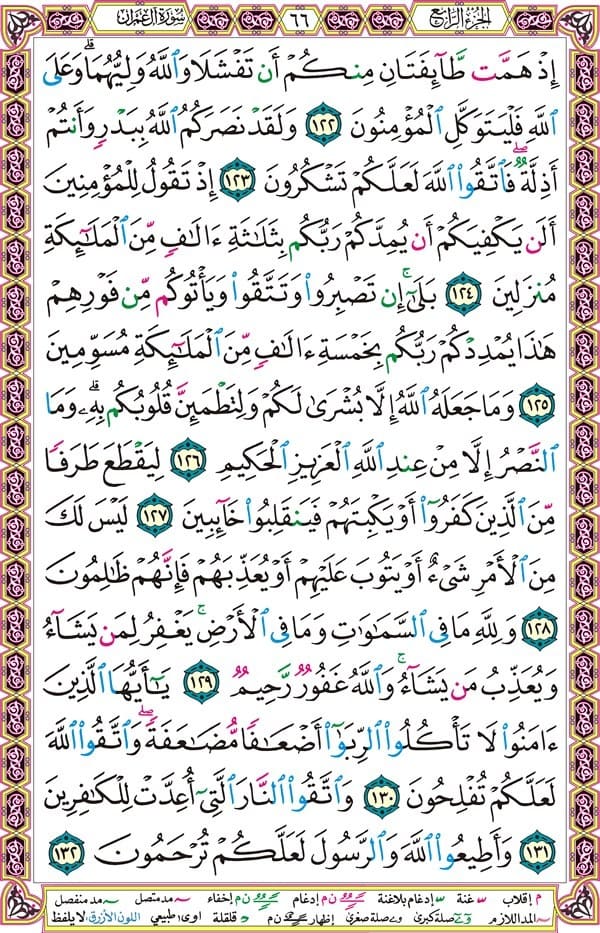 الجزء الرابع ٦٦ سورة آل عمران
إِذْ هَمَّت طَّآئِفَتَانِ مِنكُمْ أَن تَفْشَلَا وَٱللَّهُ وَلِيُّهُمَا ۗ وَعَلَى
ٱللَّهِ فَلْيَتَوَكَّلِ ٱلْمُؤْمِنُونَ ١٢٢ وَلَقَدْ نَصَرَكُمُ ٱللَّهُ بِبَدْرٍ وَأَنتُمْ
أَذِلَّةٌ ۖ فَٱتَّقُوا۟ ٱللَّهَ لَعَلَّكُمْ تَشْكُرُونَ ١٢٣ إِذْ تَقُولُ لِلْمُؤْمِنِينَ
أَلَن يَكْفِيَكُمْ أَن يُمِدَّكُمْ رَبُّكُم بِثَلَٰثَةِ ءَالَٰفٍ مِّنَ ٱلْمَلَٰٓئِكَةِ
مُنزَلِينَ ١٢٤ بَلَىٰٓ ۚ إِن تَصْبِرُوا۟ وَتَتَّقُوا۟ وَيَأْتُوكُم مِّن فَوْرِهِمْ
هَٰذَا يُمْدِدْكُمْ رَبُّكُم بِخَمْسَةِ ءَالَٰفٍ مِّنَ ٱلْمَلَٰٓئِكَةِ مُسَوِّمِينَ
١٢٥ وَمَا جَعَلَهُ ٱللَّهُ إِلَّا بُشْرَىٰ لَكُمْ وَلِتَطْمَئِنَّ قُلُوبُكُم بِهِۦ ۗ وَمَا
ٱلنَّصْرُ إِلَّا مِنْ عِندِ ٱللَّهِ ٱلْعَزِيزِ ٱلْحَكِيمِ ١٢٦ لِيَقْطَعَ طَرَفًا
مِّنَ ٱلَّذِينَ كَفَرُوٓا۟ أَوْ يَكْبِتَهُمْ فَيَنقَلِبُوا۟ خَآئِبِينَ ١٢٧ لَيْسَ لَكَ
مِنَ ٱلْأَمْرِ شَىْءٌ أَوْ يَتُوبَ عَلَيْهِمْ أَوْ يُعَذِّبَهُمْ فَإِنَّهُمْ ظَٰلِمُونَ
١٢٨ وَلِلَّهِ مَا فِى ٱلسَّمَٰوَٰتِ وَمَا فِى ٱلْأَرْضِ ۚ يَغْفِرُ لِمَن يَشَآءُ
وَيُعَذِّبُ مَن يَشَآءُ ۚ وَٱللَّهُ غَفُورٌ رَّحِيمٌ ١٢٩ يَٰٓأَيُّهَا ٱلَّذِينَ
ءَامَنُوا۟ لَا تَأْكُلُوا۟ ٱلرِّبَوٰٓا۟ أَضْعَٰفًا مُّضَٰعَفَةً ۖ وَٱتَّقُوا۟ ٱللَّهَ
لَعَلَّكُمْ تُفْلِحُونَ ١٣٠ وَٱتَّقُوا۟ ٱلنَّارَ ٱلَّتِىٓ أُعِدَّتْ لِلْكَٰفِرِينَ
١٣١ وَأَطِيعُوا۟ ٱللَّهَ وَٱلرَّسُولَ لَعَلَّكُمْ تُرْحَمُونَ ١٣٢
م إقلاب غنة إدغام بلاغنة ن م إدغام ن م إخفاء مد متصل مد منفصل
المد اللازم صلة كبرى صلة صغرى إظهار ن م قلقلة اوى: طبيعي اللون الأزرق: لا يلفظ